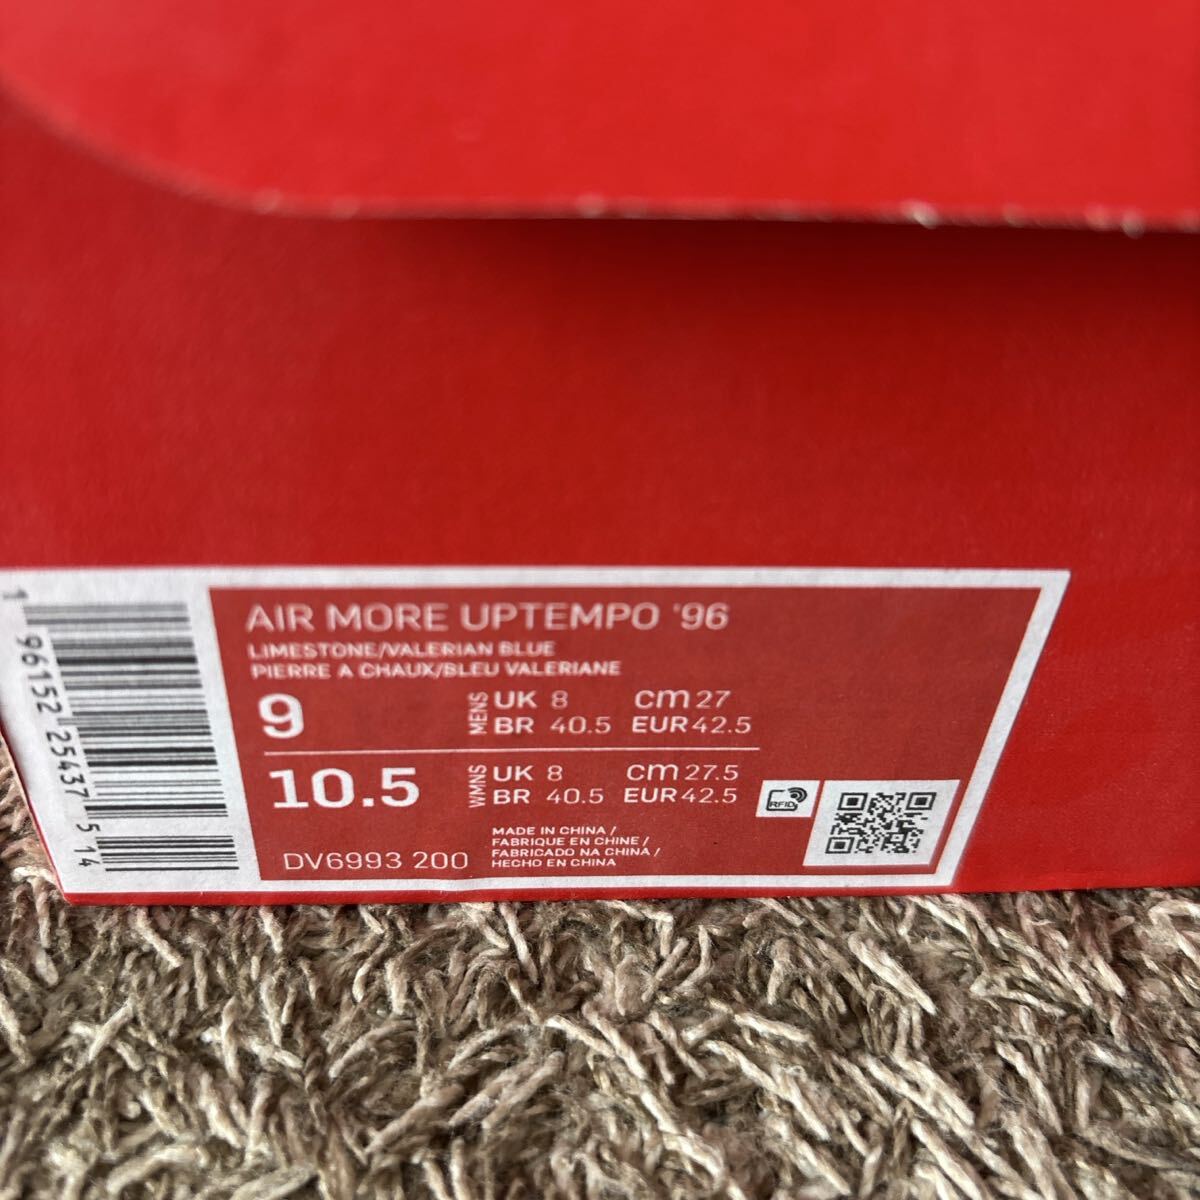 AIR MORE UPTEMPO '96
LIMESTONE/VALERIAN BLUE
PIERRE A CHAUX/BLEU VALERIANE
9
MENS
UK 8 cm 27
BR 40.5 EUR 42.5
10.5
WMNS
UK 8 cm 27.5
BR 40.5 EUR 42.5
DV6993 200
MADE IN CHINA /
FABRIQUE EN CHINE /
FABRICADO NA CHINA /
HECHO EN CHINA
RFID
1 96152 25437 5 14